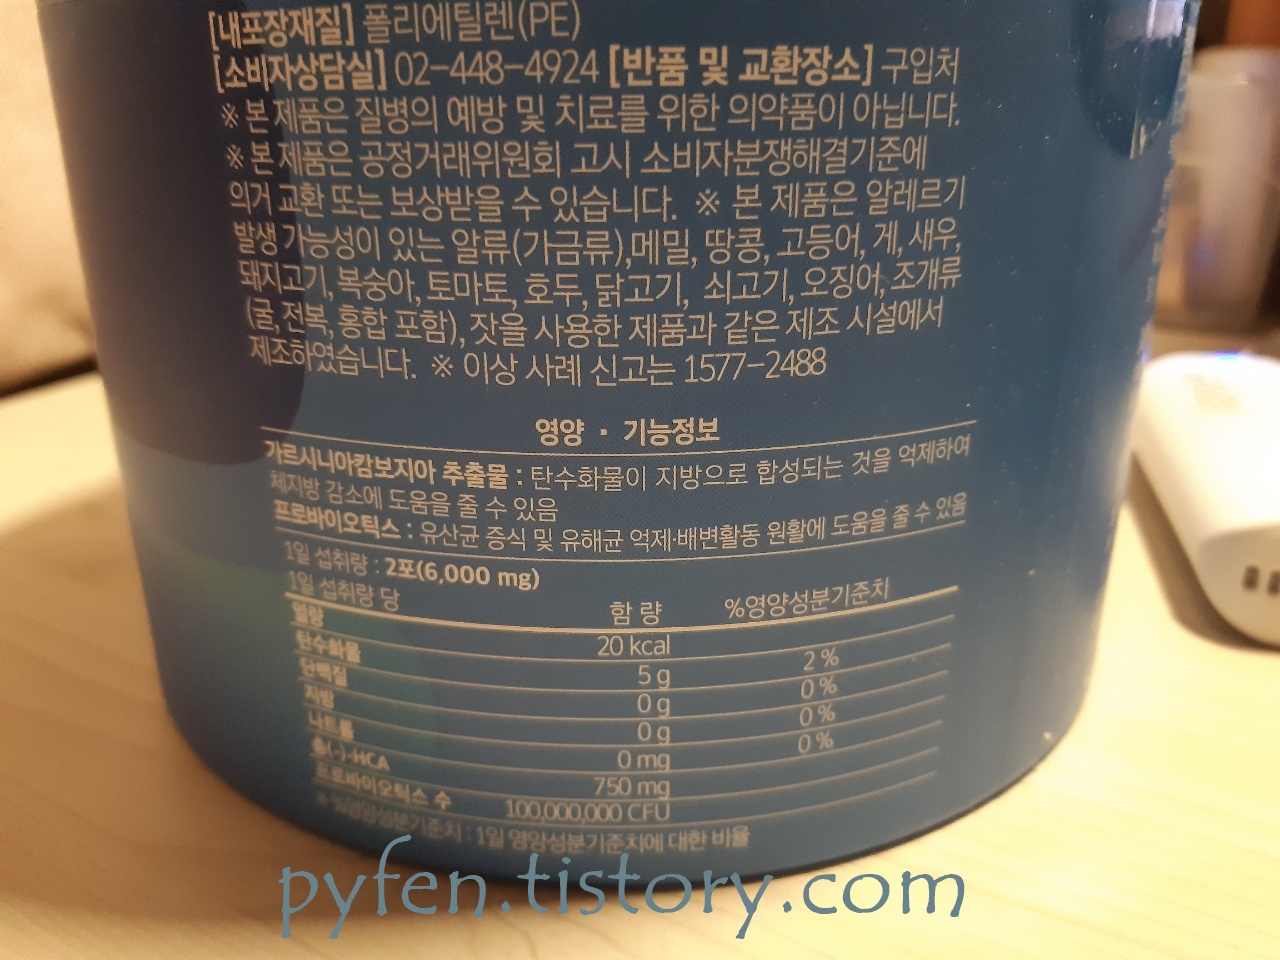 [내포장재질] 폴리에틸렌(PE)
[소비자상담실] 02-448-4924 [반품 및 교환장소] 구입처
※ 본 제품은 질병의 예방 및 치료를 위한 의약품이 아닙니다.
※ 본 제품은 공정거래위원회 고시 소비자분쟁해결기준에
의거 교환 또는 보상받을 수 있습니다. ※ 본 제품은 알레르기
발생 가능성이 있는 알류(가금류),메밀, 땅콩, 고등어, 게, 새우,
돼지고기, 복숭아, 토마토, 호두, 닭고기, 쇠고기, 오징어, 조개류
(굴, 전복, 홍합 포함), 잣을 사용한 제품과 같은 제조 시설에서
제조하였습니다. ※ 이상 사례 신고는 1577-2488
영양 · 기능정보
가르시니아캄보지아 추출물 : 탄수화물이 지방으로 합성되는 것을 억제하여
체지방 감소에 도움을 줄 수 있음
프로바이오틱스 : 유산균 증식 및 유해균 억제·배변활동 원활에 도움을 줄 수 있음
1일 섭취량 : 2포(6,000 mg)
1일 섭취량 당 함 량 %영양성분기준치
열량 20 kcal
탄수화물 5 g 2 %
단백질 0 g 0 %
지방 0 g 0 %
나트륨 0 mg 0 %
총(-)-HCA 750 mg
프로바이오틱스 수 100,000,000 CFU
※ %영양성분기준치 : 1일 영양성분기준치에 대한 비율
pyfen.tistory.com